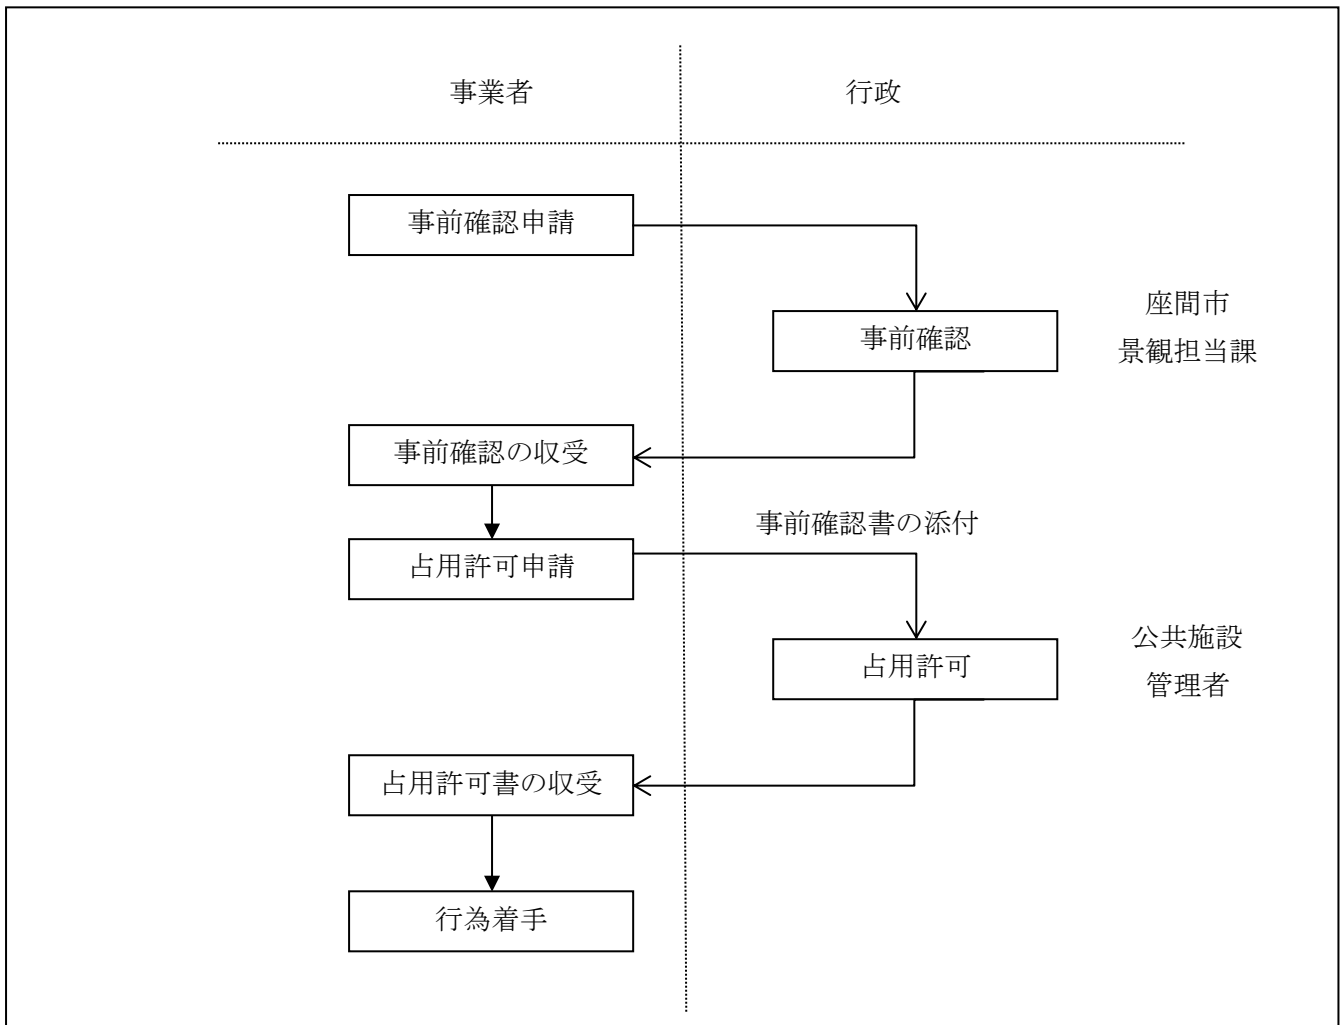 事業者
行政
事前確認申請
事前確認
座間市
景観担当課
事前確認の収受
事前確認書の添付
占用許可申請
占用許可
公共施設
管理者
占用許可書の収受
行為着手